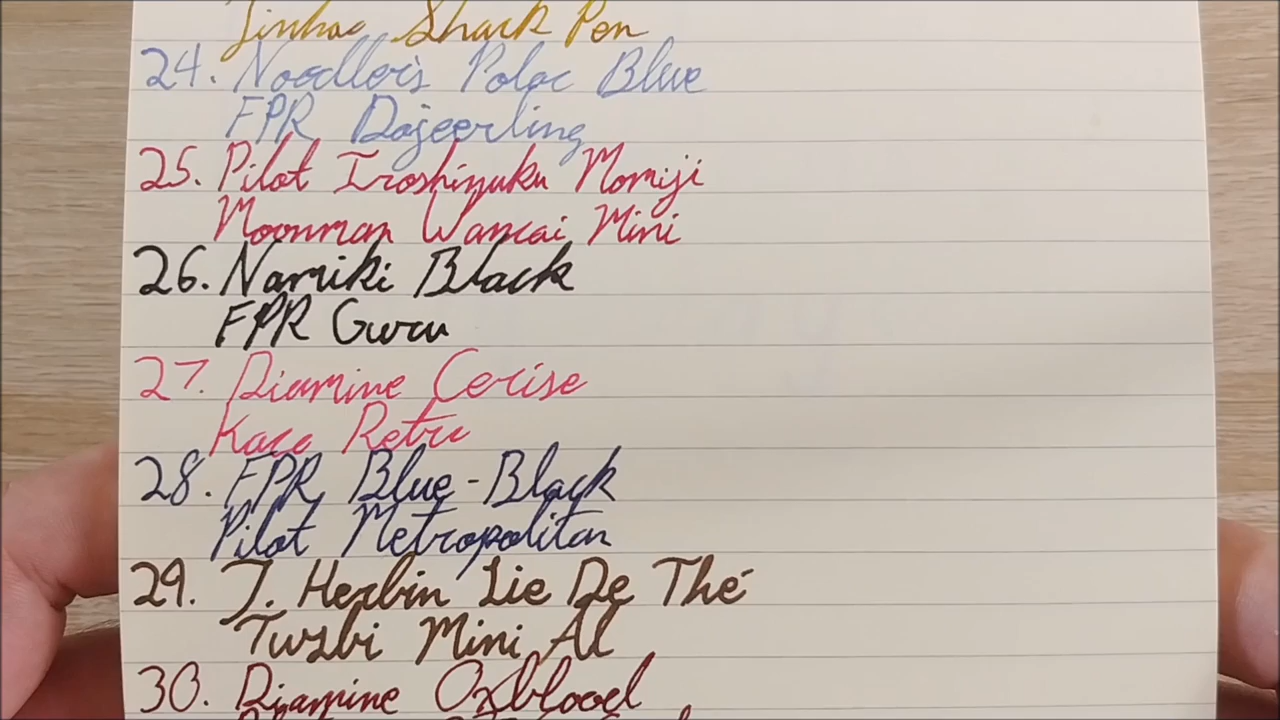 Jinhao Shark Pen
24. Noodler's Polar Blue
FPR Dajeerling
25. Pilot Iroshizuku Momiji
Moonman Wancai Mini
26. Namiki Black
FPR Guru
27. Diamine Cerise
Kaco Retro
28. FPR Blue-Black
Pilot Metropolitan
29. J. Herbin Lie De Thé
Twsbi Mini Al
30. Diamine Oxblood